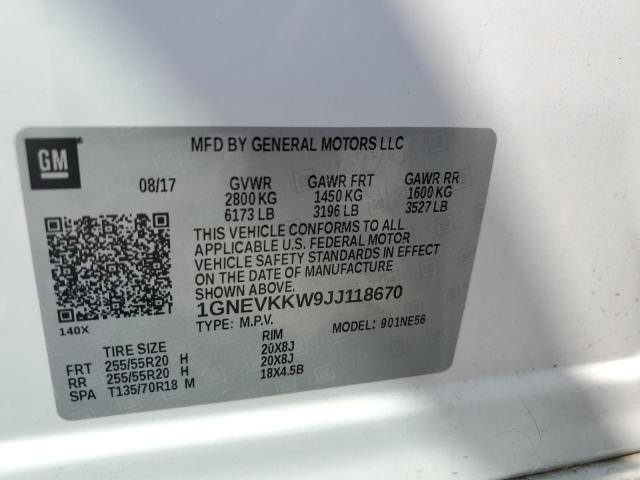 GM
MFD BY GENERAL MOTORS LLC
08/17 GVWR GAWR FRT GAWR RR
2800 KG 1450 KG 1600 KG
6173 LB 3196 LB 3527 LB
THIS VEHICLE CONFORMS TO ALL
APPLICABLE U.S. FEDERAL MOTOR
VEHICLE SAFETY STANDARDS IN EFFECT
ON THE DATE OF MANUFACTURE
SHOWN ABOVE.
1GNEVKKW9JJ118670
140X
TYPE: M.P.V. MODEL: 901NE56
TIRE SIZE RIM
FRT 255/55R20 H 20X8J
RR 255/55R20 H 20X8J
SPA T135/70R18 M 18X4.5B